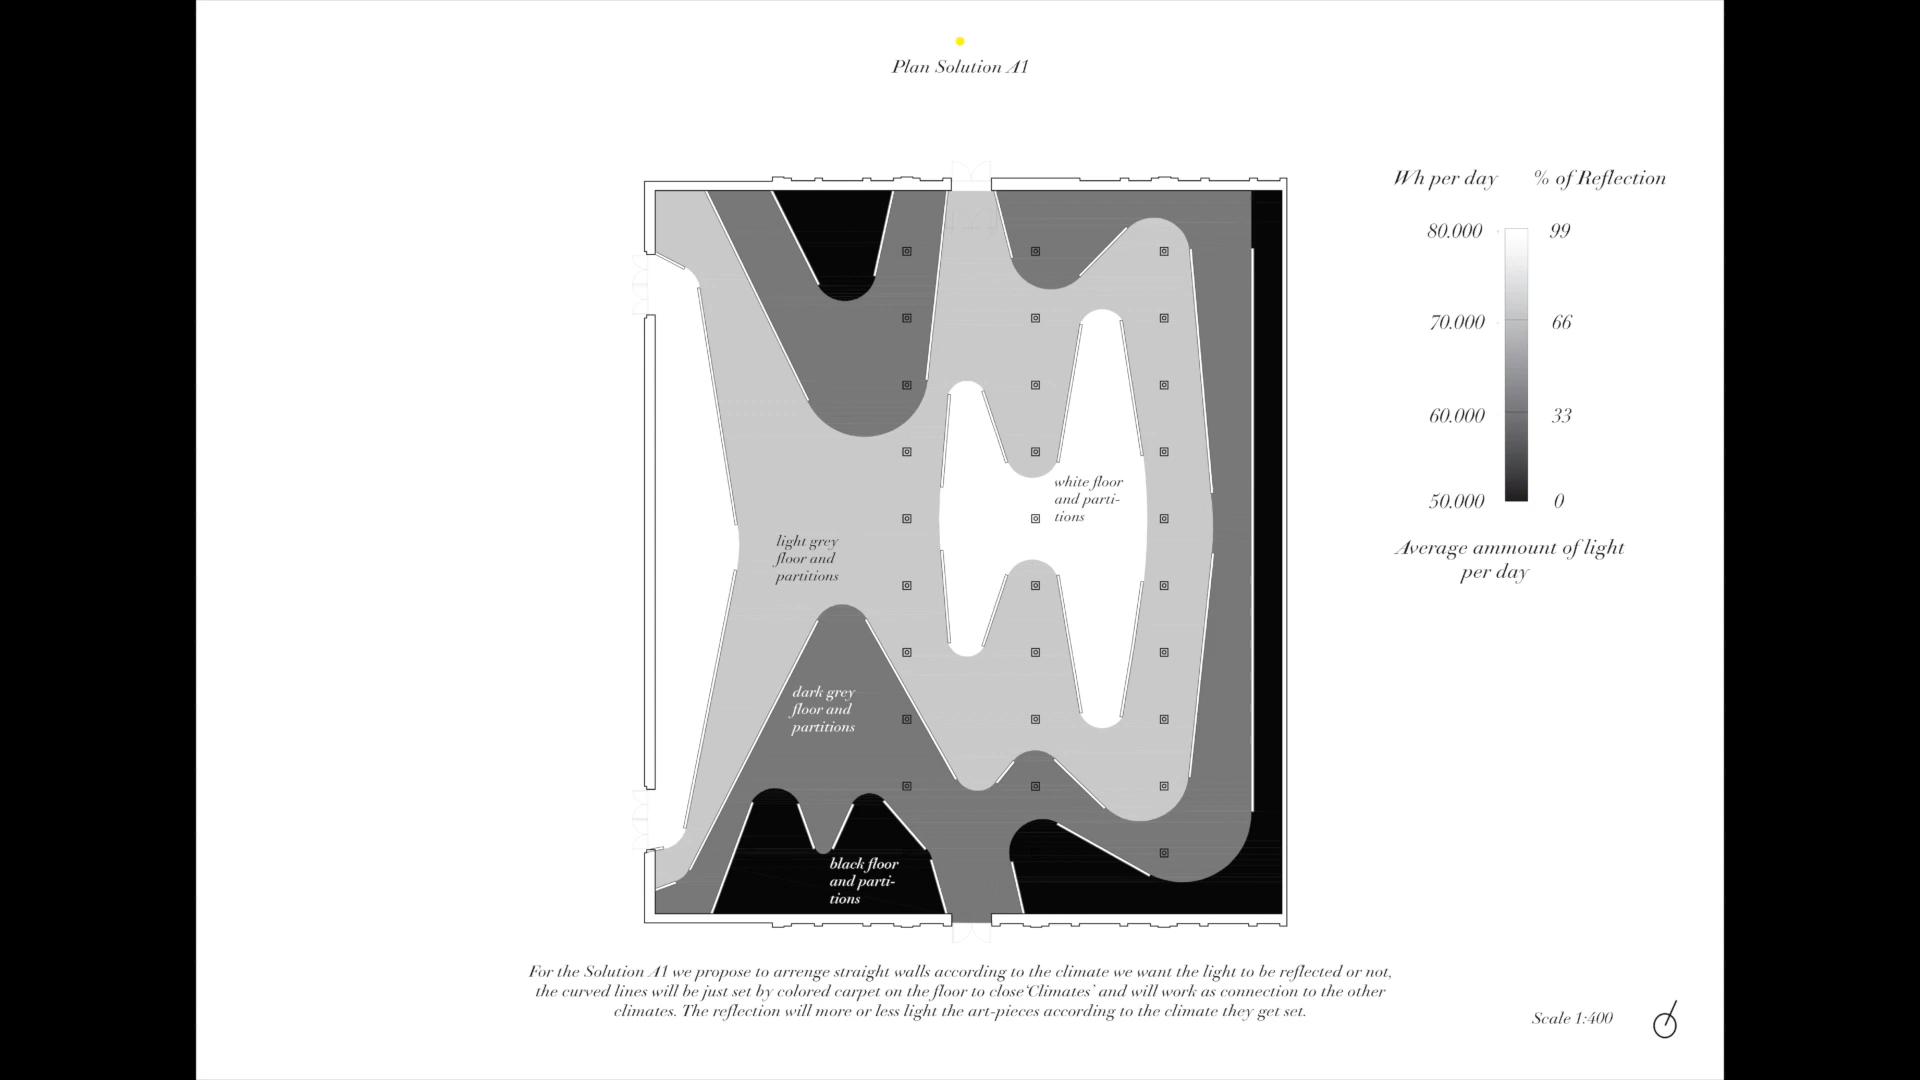 Plan Solution A1
Wh per day % of Reflection
80.000 99
70.000 66
60.000 33
50.000 0
Average ammount of light
per day
white floor
and parti-
tions
light grey
floor and
partitions
dark grey
floor and
partitions
black floor
and parti-
tions
For the Solution A1 we propose to arrenge straight walls according to the climate we want the light to be reflected or not,
the curved lines will be just set by colored carpet on the floor to close 'Climates' and will work as connection to the other
climates. The reflection will more or less light the art-pieces according to the climate they get set.
Scale 1:400